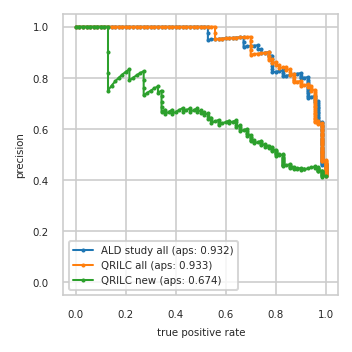 1.0
0.8
0.6
0.4
0.2
0.0
precision
ALD study all (aps: 0.932)
QRILC all (aps: 0.933)
QRILC new (aps: 0.674)
0.0 0.2 0.4 0.6 0.8 1.0
true positive rate